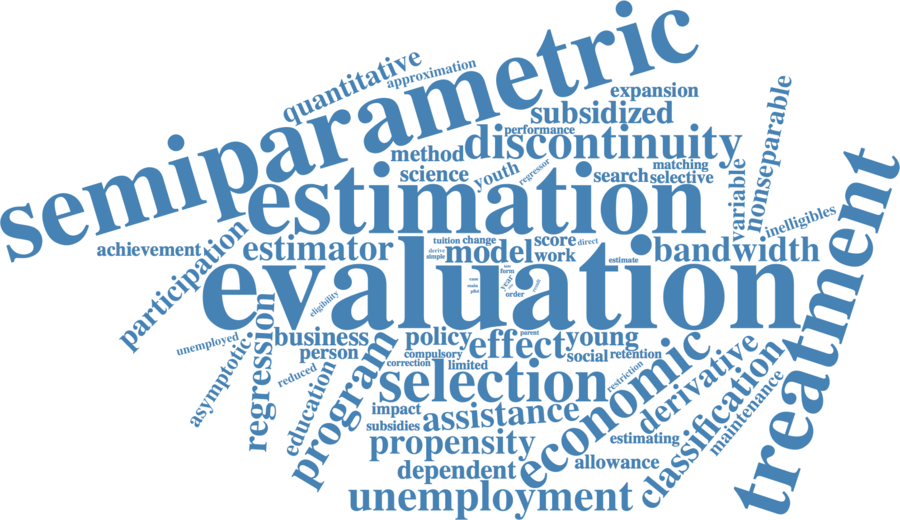 semiparametric
quantitative
approximation
expansion
subsidized
performance
discontinuity
method
science
youth
regressor
matching
search
selective
variable
nonseparable
inelligibles
treatment
estimation
achievement
participation
estimator
tuition
change
derive
simple
model
score
direct
work
estimate
bandwidth
evaluation
form
year
case
main
pilot
order
result
eligibility
unemployed
asymptotic
regression
business
person
reduced
education
program
policy
compulsory
correction
parent
effect
limited
young
social
retention
restriction
selection
economic
derivative
classification
maintenance
impact
subsidies
assistance
propensity
estimating
allowance
dependent
unemployment